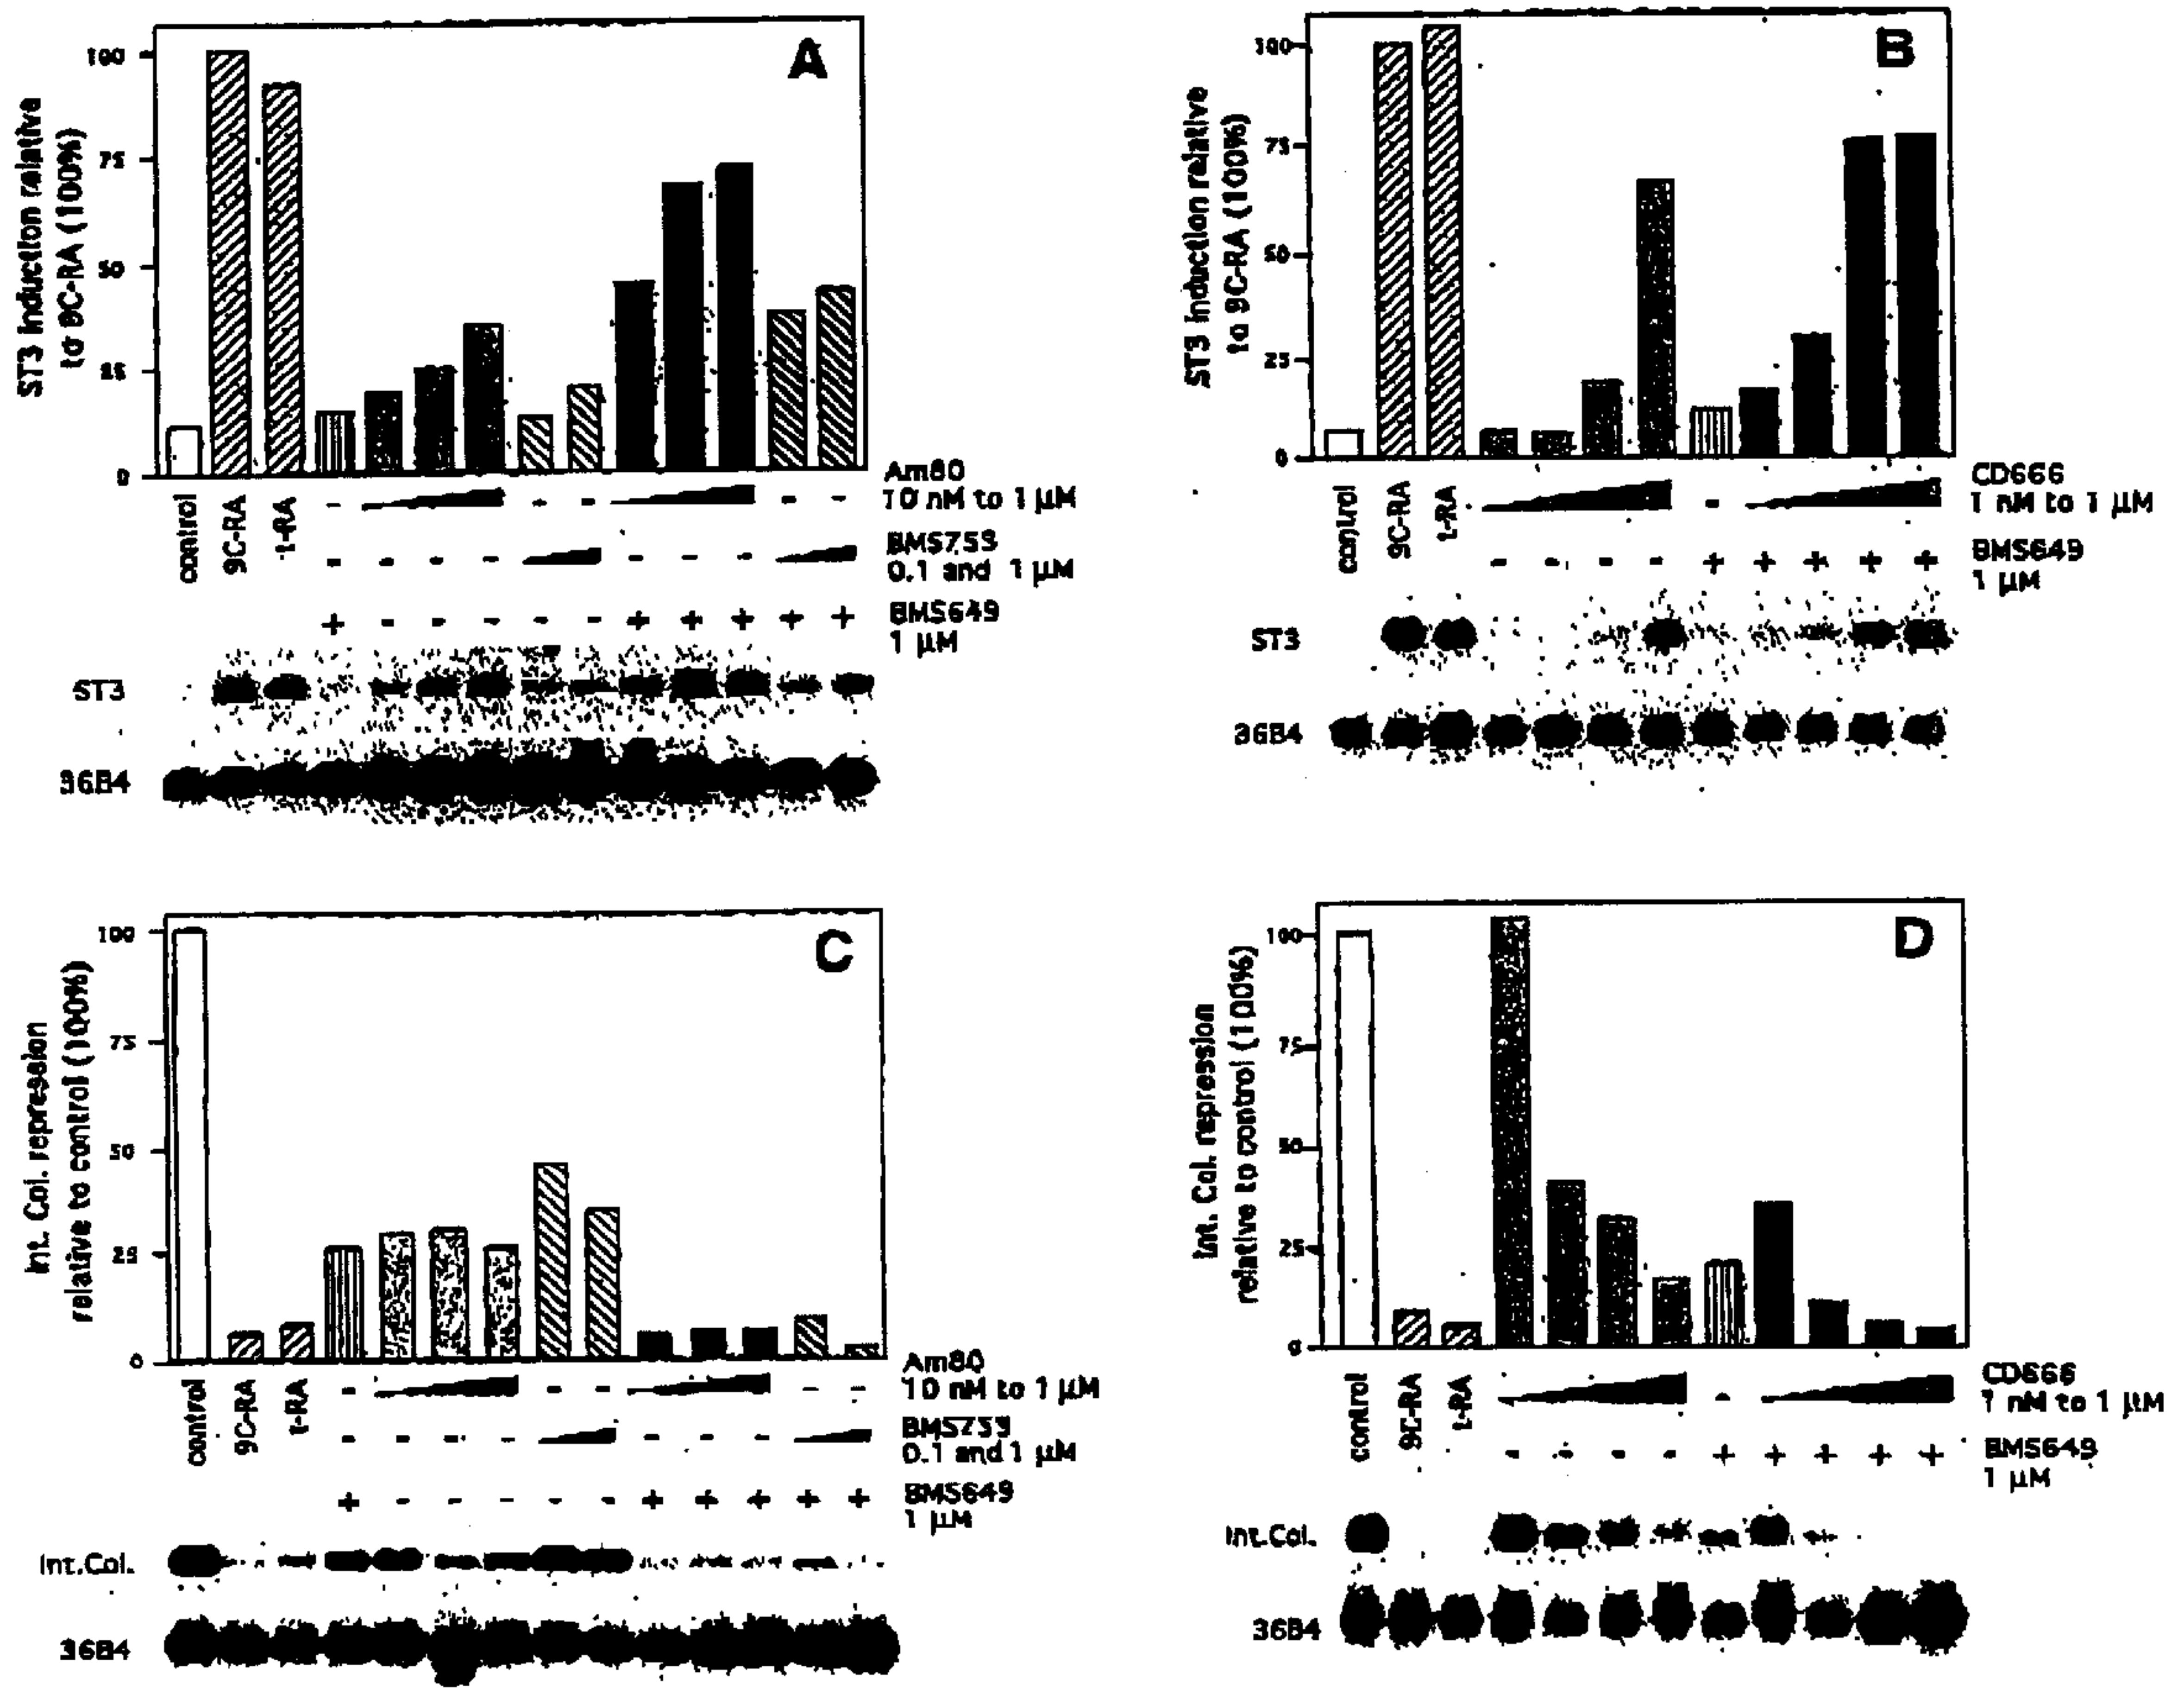 A
ST3 induction relative
to 9C-RA (100%)
100
75
50
25
0
control
9C-RA
t-RA
- - - - -
Am80
10 nM to 1 µM
- - - - - - -
BMS753
0.1 and 1 µM
+ - - - - - + + + + +
BMS649
1 µM
ST3
36B4
B
ST3 induction relative
to 9C-RA (100%)
100
75
50
25
0
control
9C-RA
t-RA
-
CD666
1 nM to 1 µM
- - - - + + + + +
BMS649
1 µM
ST3
36B4
C
Int. Col. repression
relative to control (100%)
100
75
50
25
0
control
9C-RA
t-RA
- - - - -
Am80
10 nM to 1 µM
- - - - - - -
BMS753
0.1 and 1 µM
+ - - - - - + + + + +
BMS649
1 µM
Int.Col.
36B4
D
Int. Col. repression
relative to control (100%)
100
75
50
25
0
control
9C-RA
t-RA
-
CD666
1 nM to 1 µM
- - - - + + + + +
BMS649
1 µM
Int.Col.
36B4